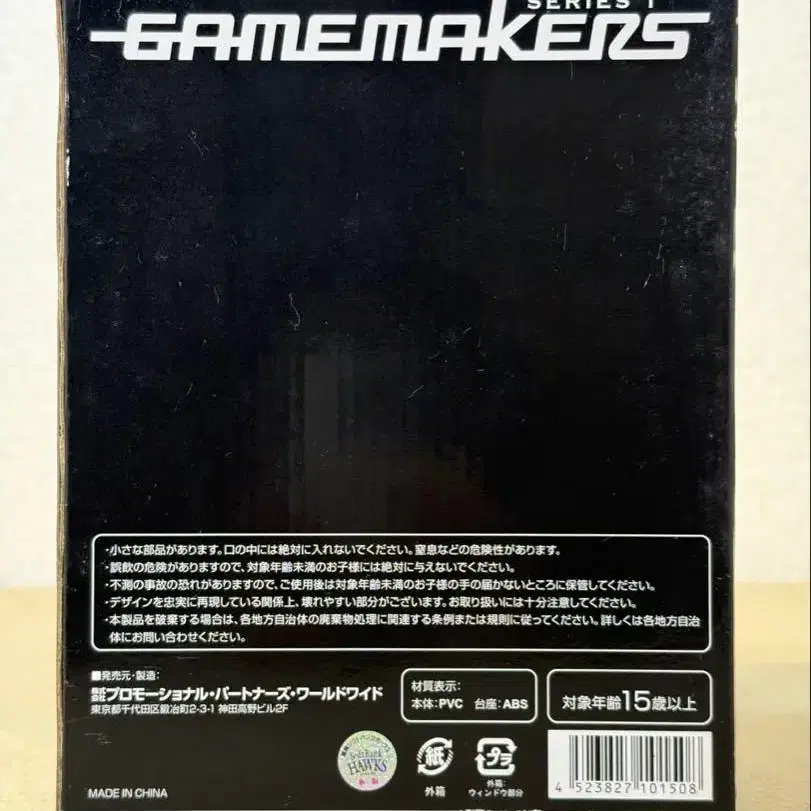 SERIES 1
GAMEMAKERS
・小さな部品があります。口の中には絶対に入れないでください。窒息などの危険性があります。
・誤飲の危険がありますので、対象年齢未満のお子様には絶対に与えないでください。
・不測の事故の恐れがありますので、ご使用後は対象年齢未満のお子様の手の届かないところに保管してください。
・デザインを忠実に再現している関係上、壊れやすい部分がございます。お取り扱いには十分注意してください。
・本製品を破棄する場合は、各地方自治体の廃棄物処理に関連する条例または規則に従ってください。詳しくは各地方自治
体にお問い合わせください。
■発売元・製造:
株式会社プロモーショナル・パートナーズ・ワールドワイド
東京都千代田区鍛冶町2-3-1 神田高野ビル2F
材質表示:
本体:PVC 台座:ABS
対象年齢15歳以上
SoftBank
HAWKS
紙
外箱
プラ
外箱:
ウィンドウ部分
4 523827 101508
MADE IN CHINA